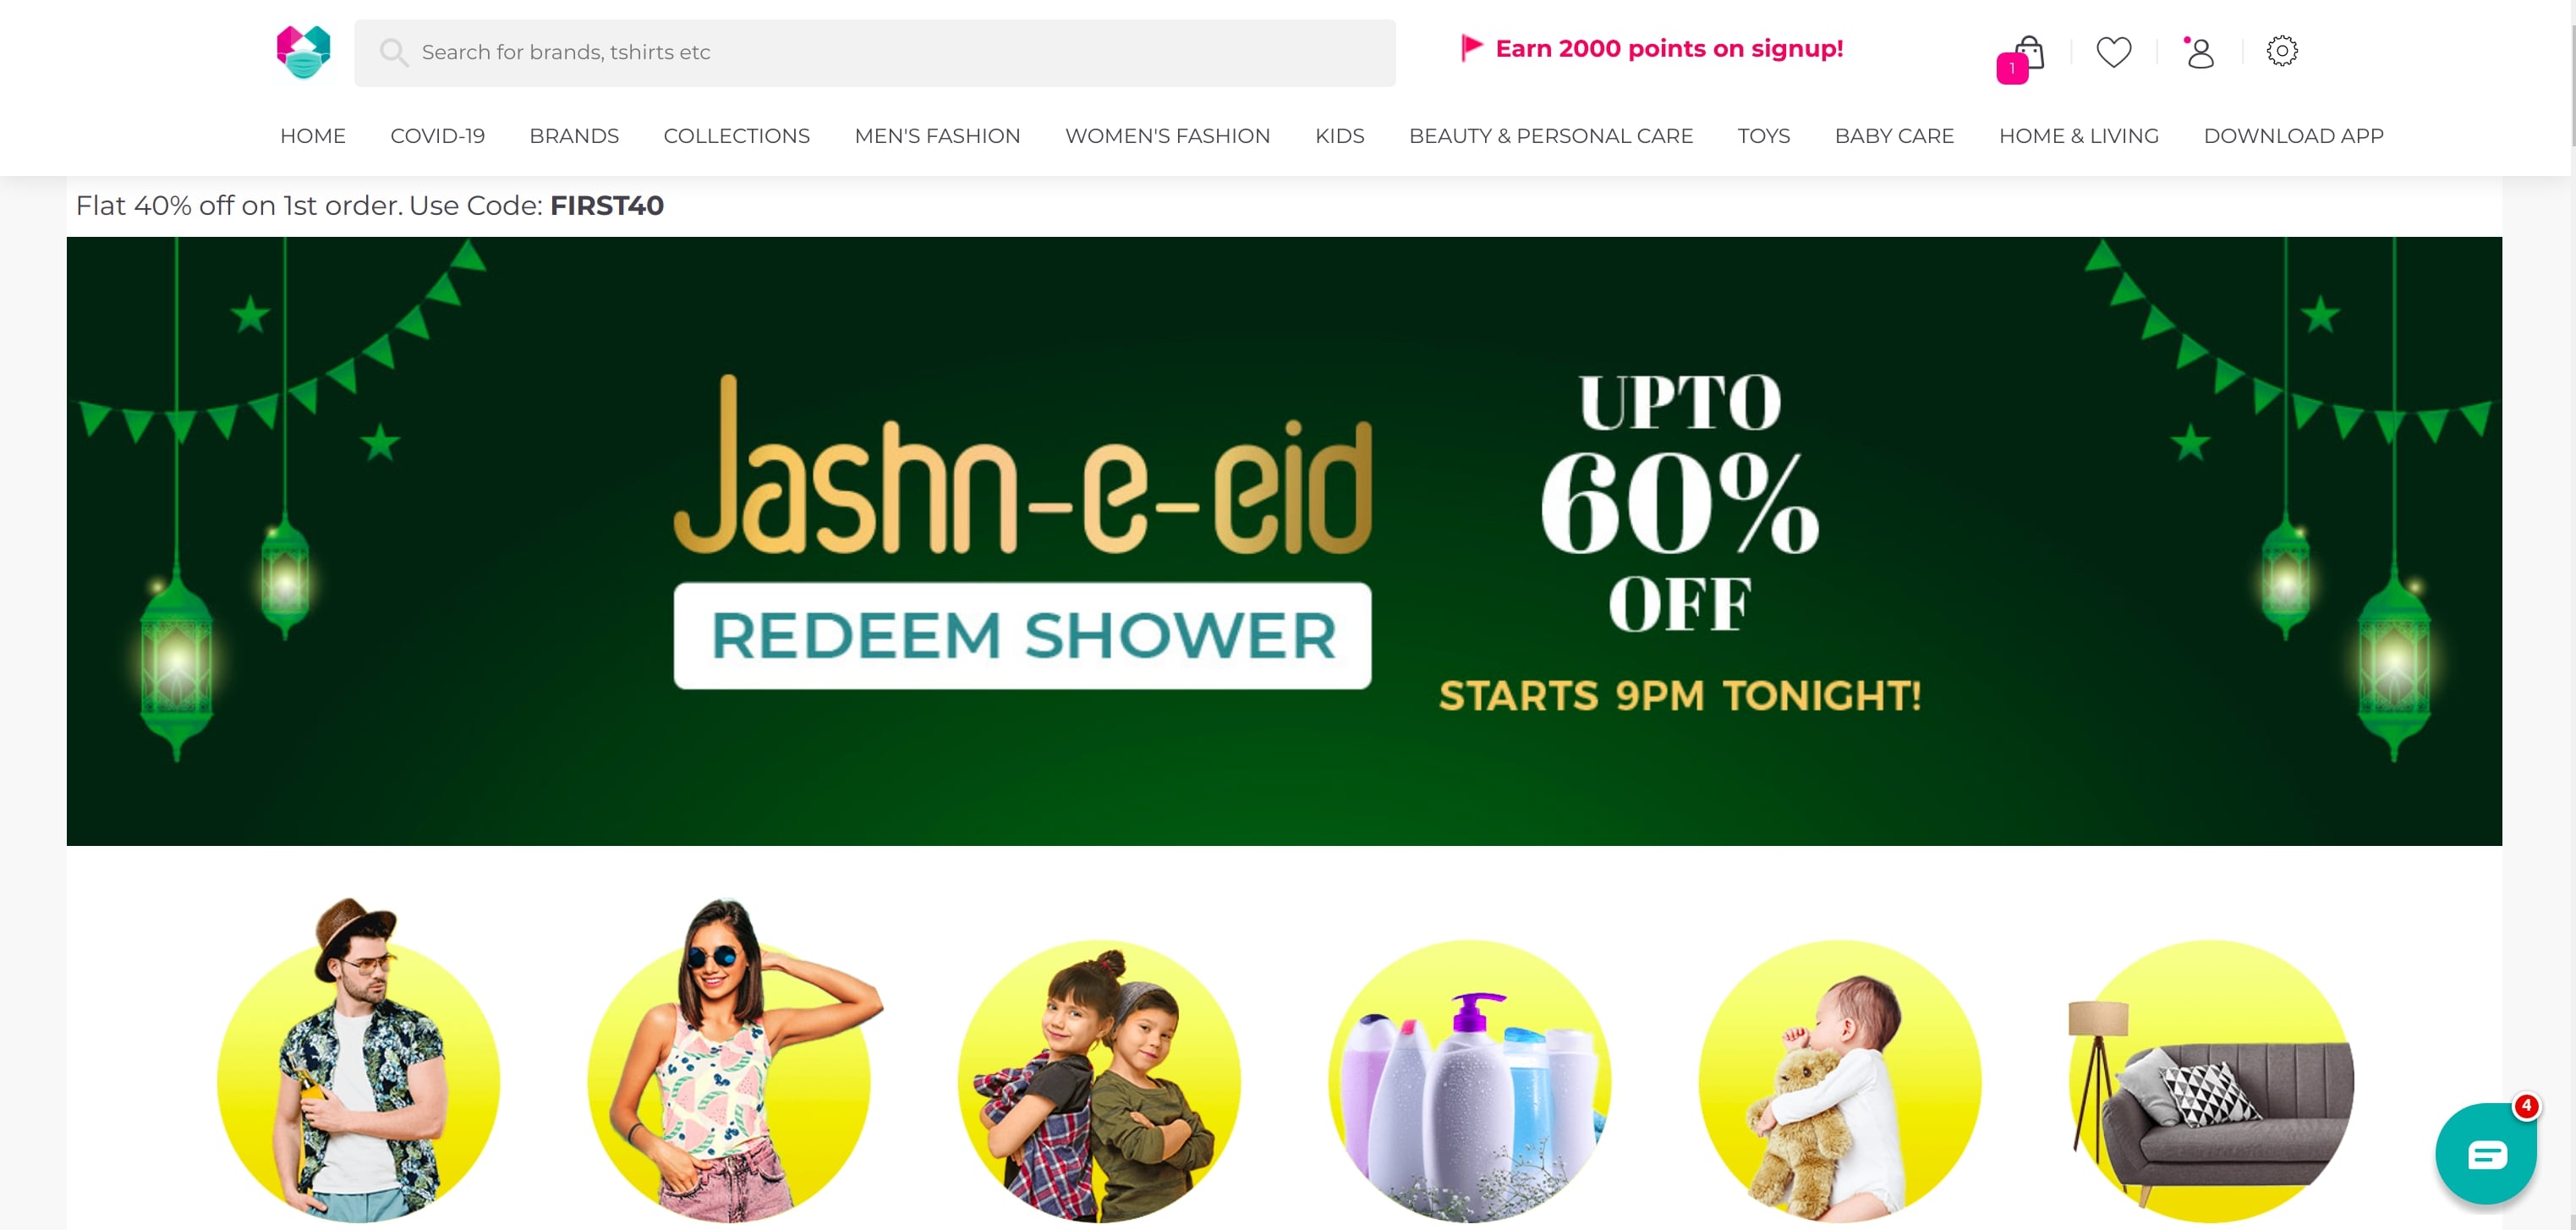 Search for brands, tshirts etc
Earn 2000 points on signup!
1
HOME COVID-19 BRANDS COLLECTIONS MEN'S FASHION WOMEN'S FASHION KIDS BEAUTY & PERSONAL CARE TOYS BABY CARE HOME & LIVING DOWNLOAD APP
Flat 40% off on 1st order. Use Code: FIRST40
Jashn-e-eid
REDEEM SHOWER
UPTO
60%
OFF
STARTS 9PM TONIGHT!
4